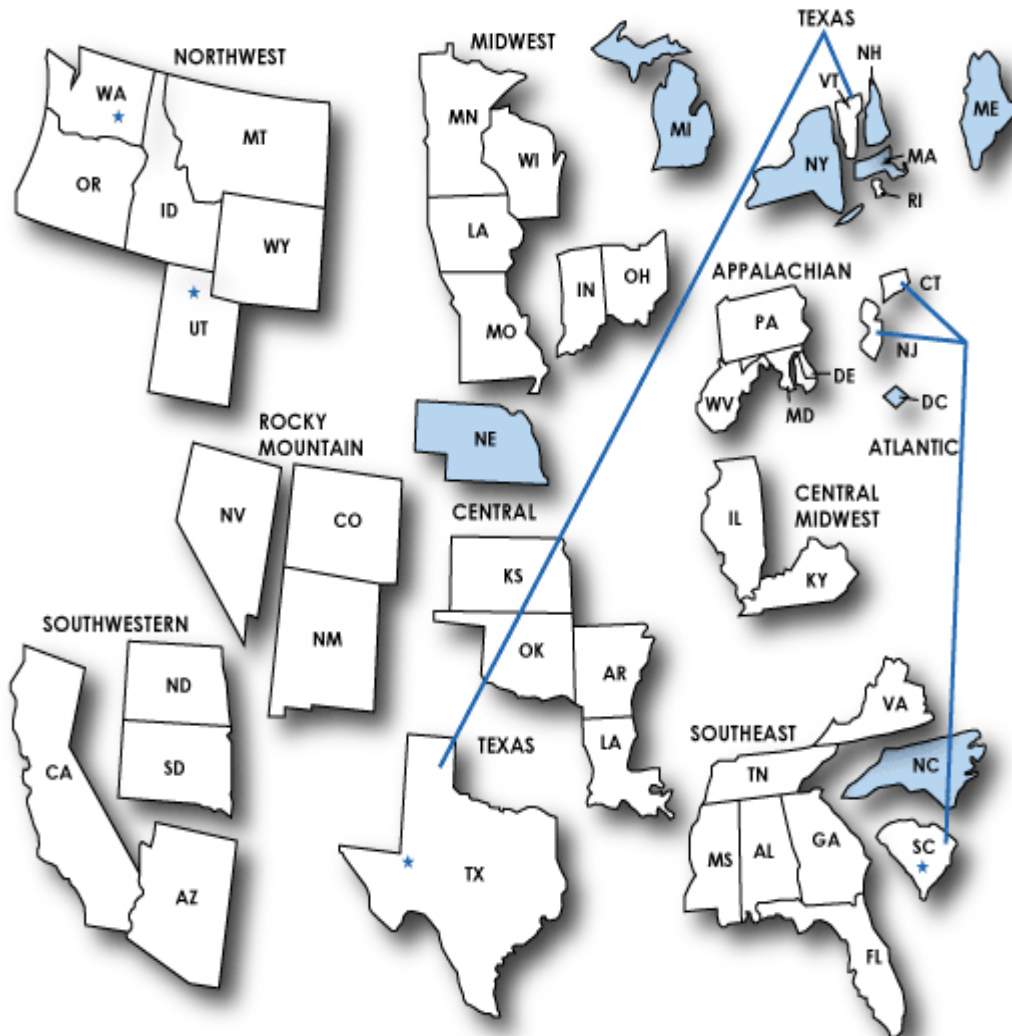 TEXAS
NORTHWEST
MIDWEST
NH
VT
WA
MN
MI
ME
MT
WI
NY
MA
OR
RI
ID
LA
WY
IN
OH
APPALACHIAN
CT
PA
UT
MO
NJ
DE
WV
MD
DC
ROCKY
MOUNTAIN
NE
ATLANTIC
NV
CO
CENTRAL
IL
CENTRAL
MIDWEST
KS
KY
SOUTHWESTERN
NM
OK
AR
ND
VA
SOUTHEAST
TEXAS
LA
CA
SD
TN
NC
MS
AL
GA
SC
TX
AZ
FL